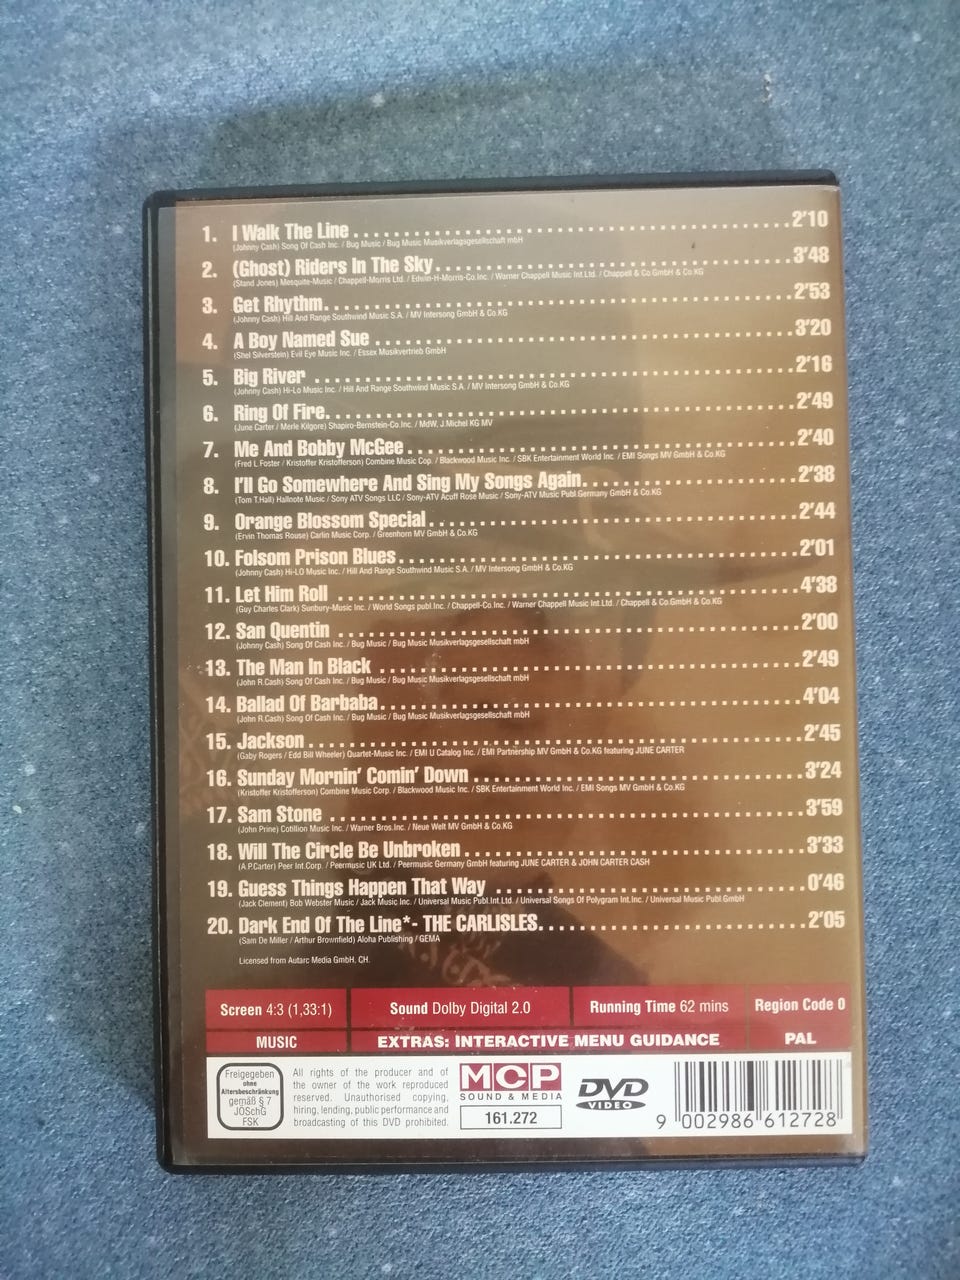 1. I Walk The Line 2'10
(Johnny Cash) Song Of Cash Inc. / Bug Music / Bug Music Musikverlagsgesellschaft mbH
2. (Ghost) Riders In The Sky 3'48
(Stand Jones) Mesquite-Music / Chappell-Morris Ltd. / Edwin-H-Morris-Co.Inc. / Warner Chappell Music Int.Ltd. / Chappell & Co.GmbH & Co.KG
3. Get Rhythm 2'53
(Johnny Cash) Hill And Range Southwind Music S.A. / MV Intersong GmbH & Co.KG
4. A Boy Named Sue 3'20
(Shel Silverstein) Evil Eye Music Inc. / Essex Musikvertrieb GmbH
5. Big River 2'16
(Johnny Cash) Hi-Lo Music Inc. / Hill And Range Southwind Music S.A. / MV Intersong GmbH & Co.KG
6. Ring Of Fire 2'49
(June Carter / Merle Kilgore) Shapiro-Bernstein-Co.Inc. / MdW, J.Michel KG MV
7. Me And Bobby McGee 2'40
(Fred L Foster / Kristoffer Kristofferson) Combine Music Cop. / Blackwood Music Inc. / SBK Entertainment World Inc. / EMI Songs MV GmbH & Co.KG
8. I'll Go Somewhere And Sing My Songs Again 2'38
(Tom T.Hall) Hallnote Music / Sony ATV Songs LLC / Sony-ATV Acuff Rose Music / Sony-ATV Music Publ.Germany GmbH & Co.KG
9. Orange Blossom Special 2'44
(Ervin Thomas Rouse) Carlin Music Corp. / Greenhorn MV GmbH & Co.KG
10. Folsom Prison Blues 2'01
(Johnny Cash) Hi-LO Music Inc. / Hill And Range Southwind Music S.A. / MV Intersong GmbH & Co.KG
11. Let Him Roll 4'38
(Guy Charles Clark) Sunbury-Music Inc. / World Songs publ.Inc. / Chappell-Co.Inc. / Warner Chappell Music Int.Ltd. / Chappell & Co.GmbH & Co.KG
12. San Quentin 2'00
(Johnny Cash) Song Of Cash Inc. / Bug Music / Bug Music Musikverlagsgesellschaft mbH
13. The Man In Black 2'49
(John R.Cash) Song Of Cash Inc. / Bug Music / Bug Music Musikverlagsgesellschaft mbH
14. Ballad Of Barbaba 4'04
(John R.Cash) Song Of Cash Inc. / Bug Music / Bug Music Musikverlagsgesellschaft mbH
15. Jackson 2'45
(Gaby Rogers / Edd Bill Wheeler) Quartet-Music Inc. / EMI U Catalog Inc. / EMI Partnership MV GmbH & Co.KG featuring JUNE CARTER
16. Sunday Mornin' Comin' Down 3'24
(Kristoffer Kristofferson) Combine Music Corp. / Blackwood Music Inc. / SBK Entertainment World Inc. / EMI Songs MV GmbH & Co.KG
17. Sam Stone 3'59
(John Prine) Cotillion Music Inc. / Warner Bros.Inc. / Neue Welt MV GmbH & Co.KG
18. Will The Circle Be Unbroken 3'33
(A.P.Carter) Peer Int.Corp. / Peermusic UK Ltd. / Peermusic Germany GmbH featuring JUNE CARTER & JOHN CARTER CASH
19. Guess Things Happen That Way 0'46
(Jack Clement) Bob Webster Music / Jack Music.Inc. / Universal Music Publ.Int.Ltd. / Universal Songs Of Polygram Int.Inc. / Universal Music Publ.GmbH
20. Dark End Of The Line*- THE CARLISLES 2'05
(Sam De Miller / Arthur Brownfield) Aloha Publishing / GEMA
Licensed from Autarc Media GmbH, CH.
Screen 4:3 (1,33:1) Sound Dolby Digital 2.0 Running Time 62 mins Region Code 0
MUSIC EXTRAS: INTERACTIVE MENU GUIDANCE PAL
Freigegeben
ohne
Altersbeschränkung
gemäß § 7
JÖSchG
FSK
All rights of the producer and of
the owner of the work reproduced
reserved. Unauthorised copying,
hiring, lending, public performance and
broadcasting of this DVD prohibited.
MCP
SOUND & MEDIA
161.272
DVD
VIDEO
9 002986 612728